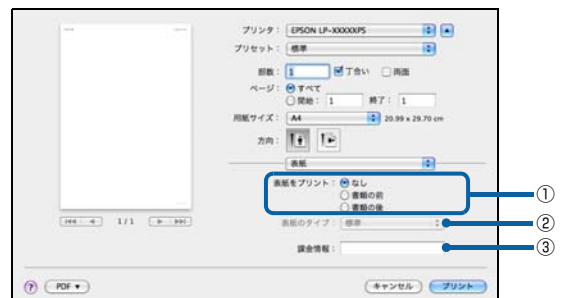 プリンタ： EPSON LP-XXXXXPS
プリセット： 標準
部数： 1 丁合い 両面
ページ： すべて
開始： 1 終了： 1
用紙サイズ： A4 20.99 x 29.70 cm
方向：
表紙
表紙をプリント： なし
書類の前
書類の後
①
1/1
表紙のタイプ： 標準
②
課金情報：
③
? PDF▼ キャンセル プリント